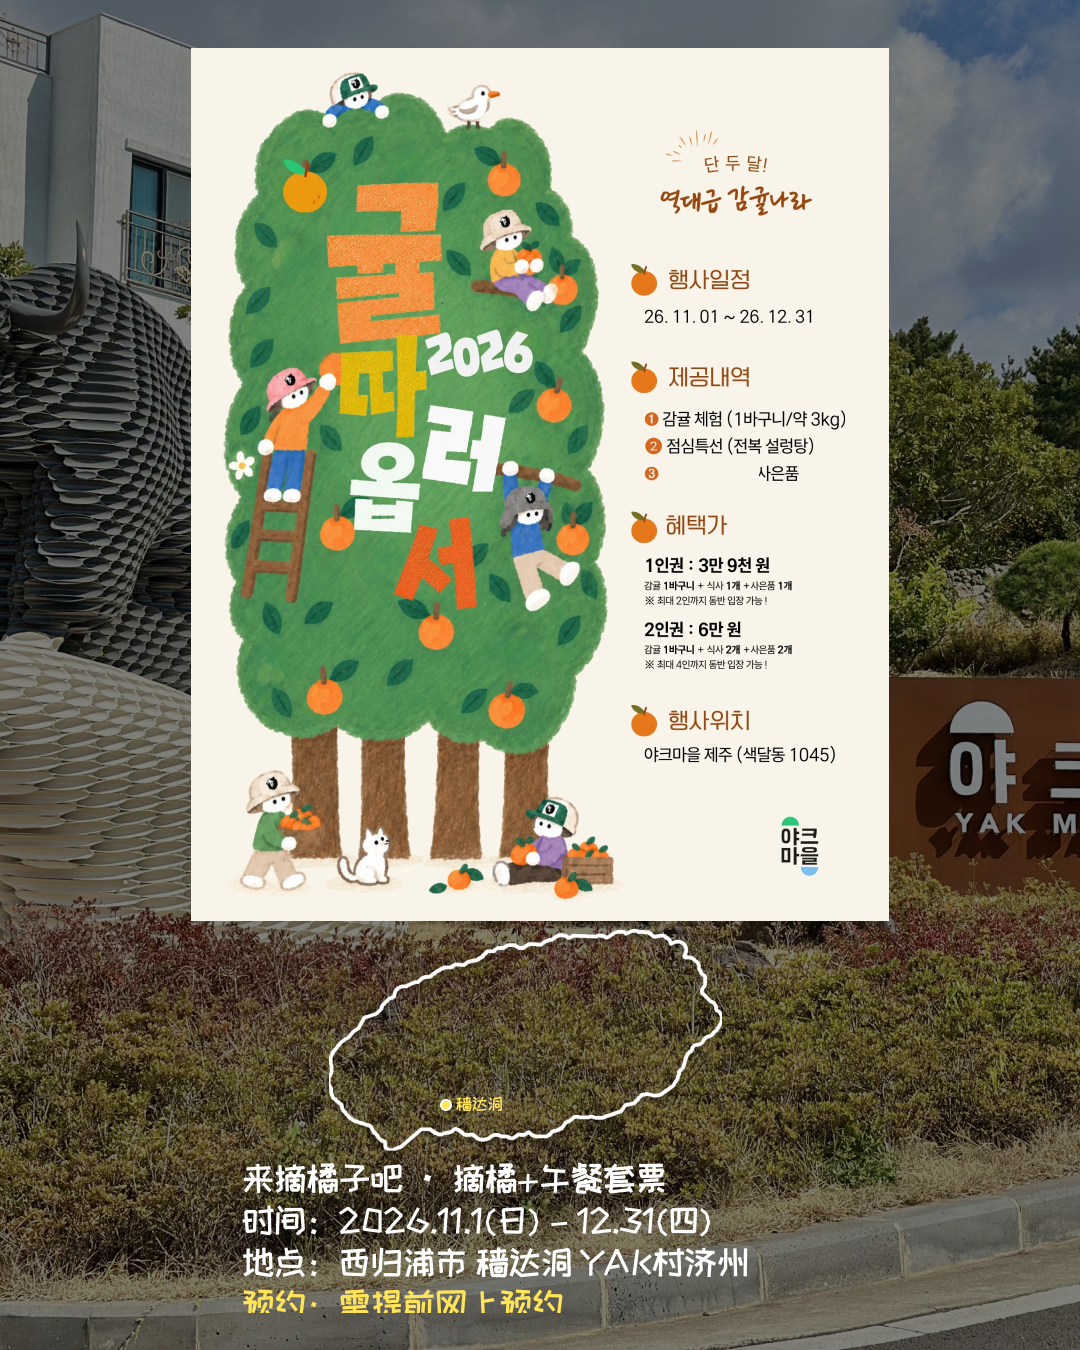 단 두 달!
역대급 감귤나라
귤
따
2026
러
옵
서
행사일정
26. 11. 01 ~ 26. 12. 31
제공내역
1 감귤 체험 (1바구니/약 3kg)
2 점심특선 (전복 설렁탕)
3 사은품
혜택가
1인권 : 3만 9천 원
감귤 1바구니 + 식사 1개 +사은품 1개
※ 최대 2인까지 동반 입장 가능 !
2인권 : 6만 원
감귤 1바구니 + 식사 2개 +사은품 2개
※ 최대 4인까지 동반 입장 가능 !
행사위치
야크마을 제주 (색달동 1045)
야크
마을
야크
YAK M
穑达洞
来摘橘子吧 · 摘橘+午餐套票
时间: 2026.11.1(日) - 12.31(四)
地点: 西归浦市 穑达洞 YAK村济州
预约: 需提前网上预约